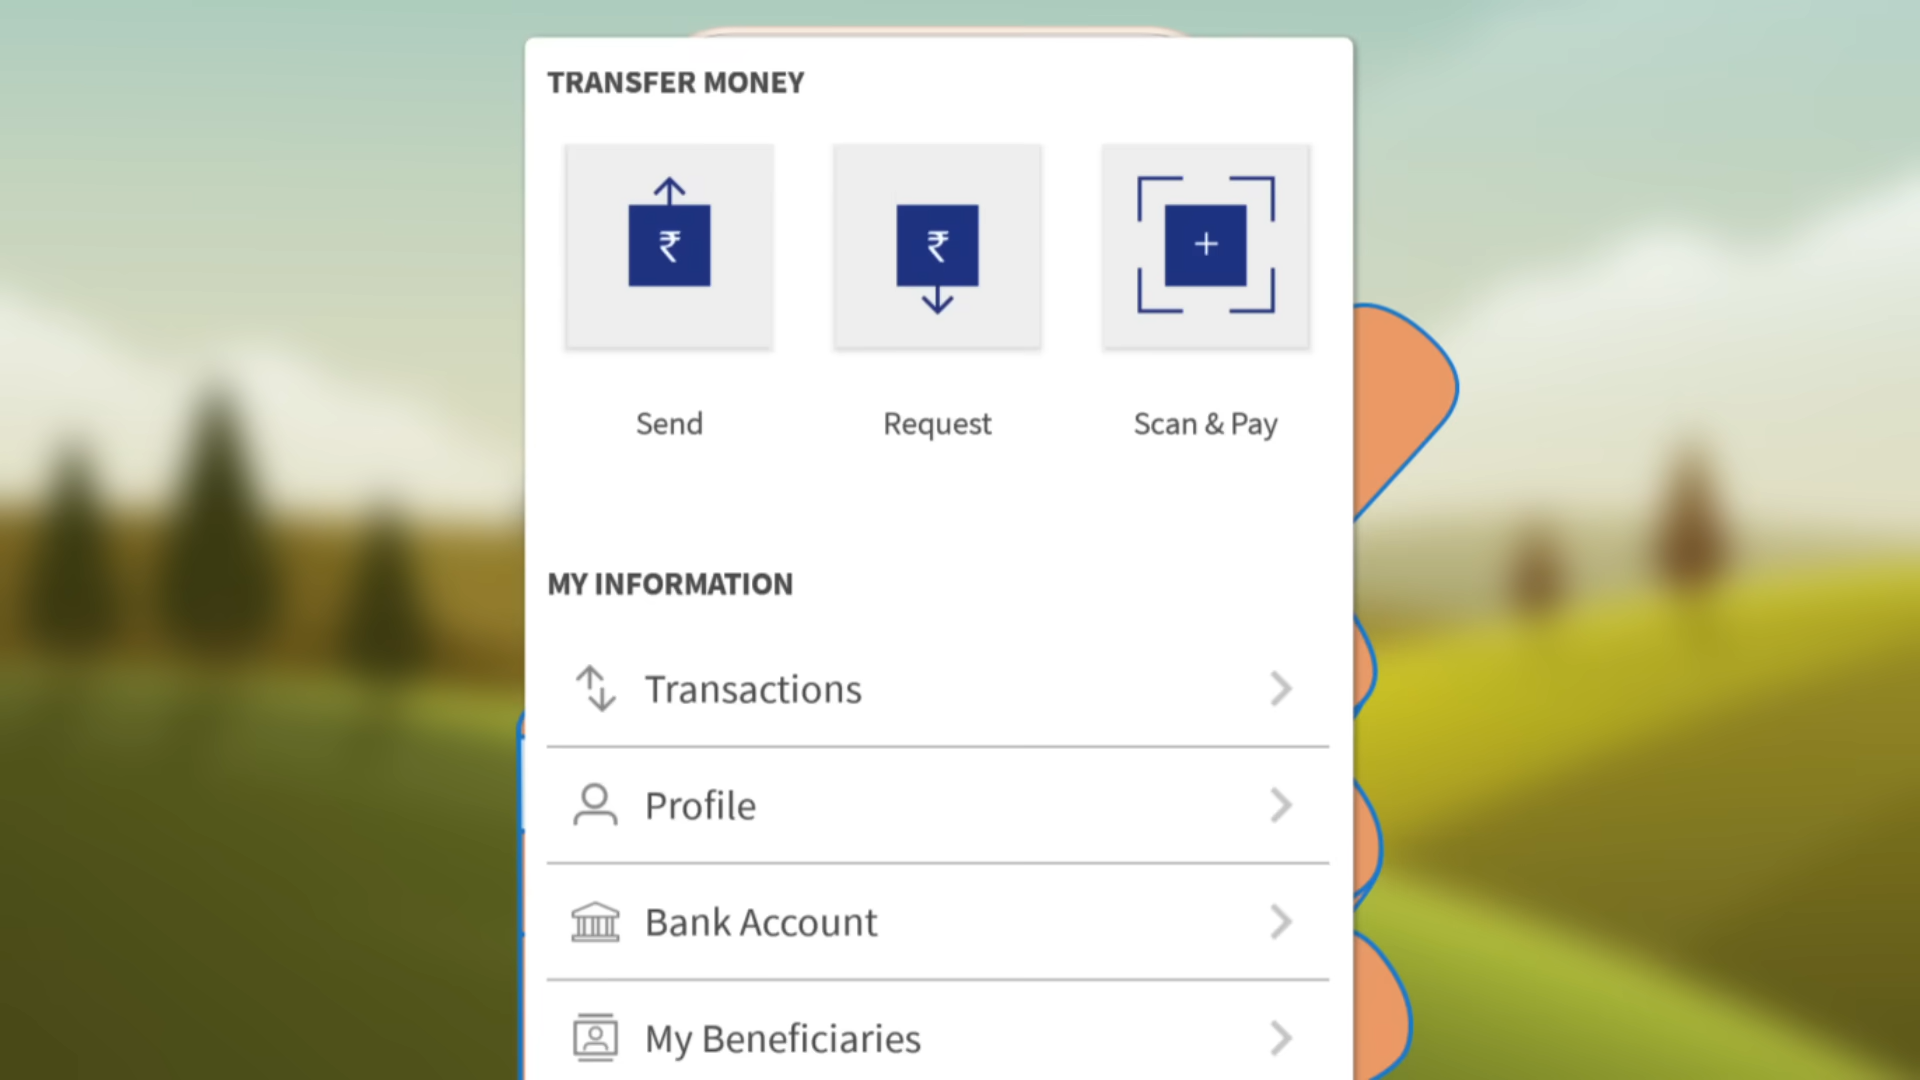 TRANSFER MONEY
₹ ₹ +
Send Request Scan & Pay
MY INFORMATION
Transactions
Profile
Bank Account
My Beneficiaries